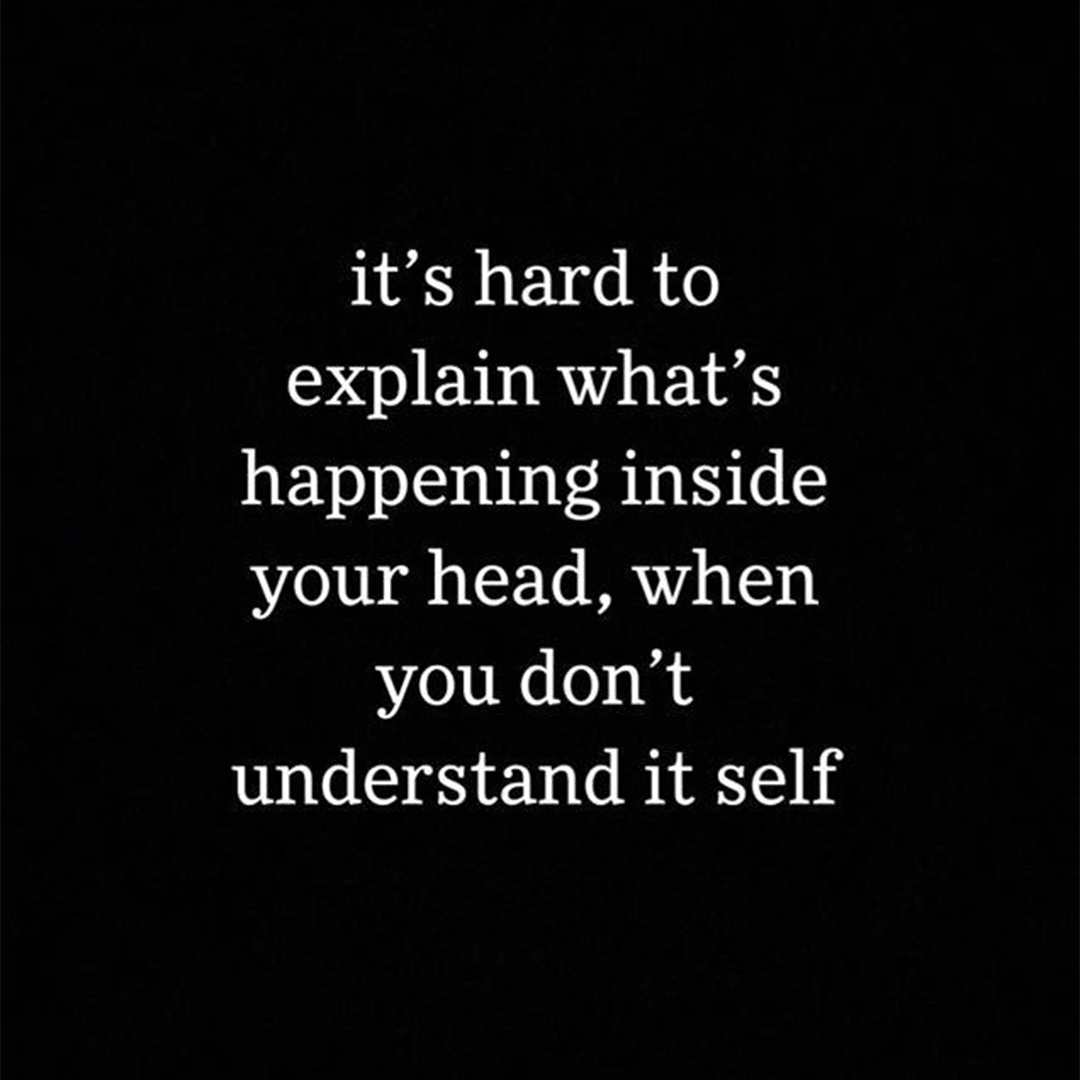 it’s hard to
explain what’s
happening inside
your head, when
you don’t
understand it self